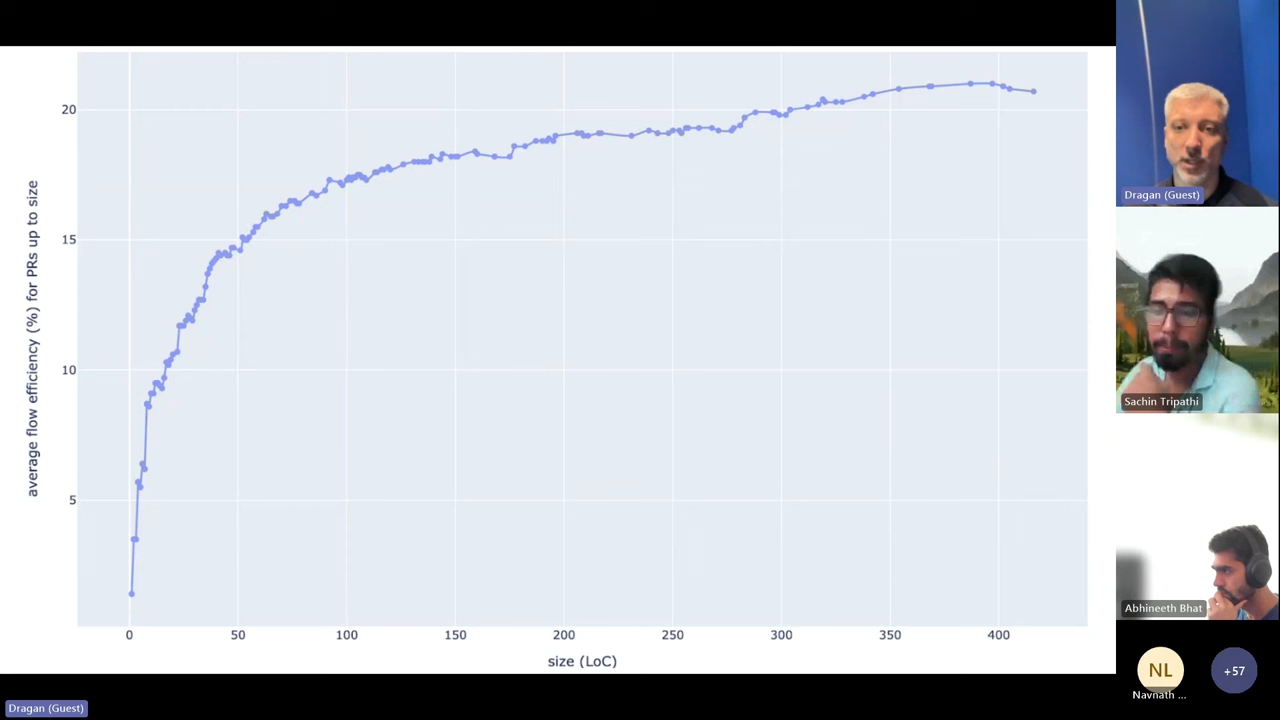 20
15
10
5
average flow efficiency (%) for PRs up to size
0 50 100 150 200 250 300 350 400
size (LoC)
Dragan (Guest)
Dragan (Guest)
Sachin Tripathi
Abhineeth Bhat
NL
+57
Navnath ...